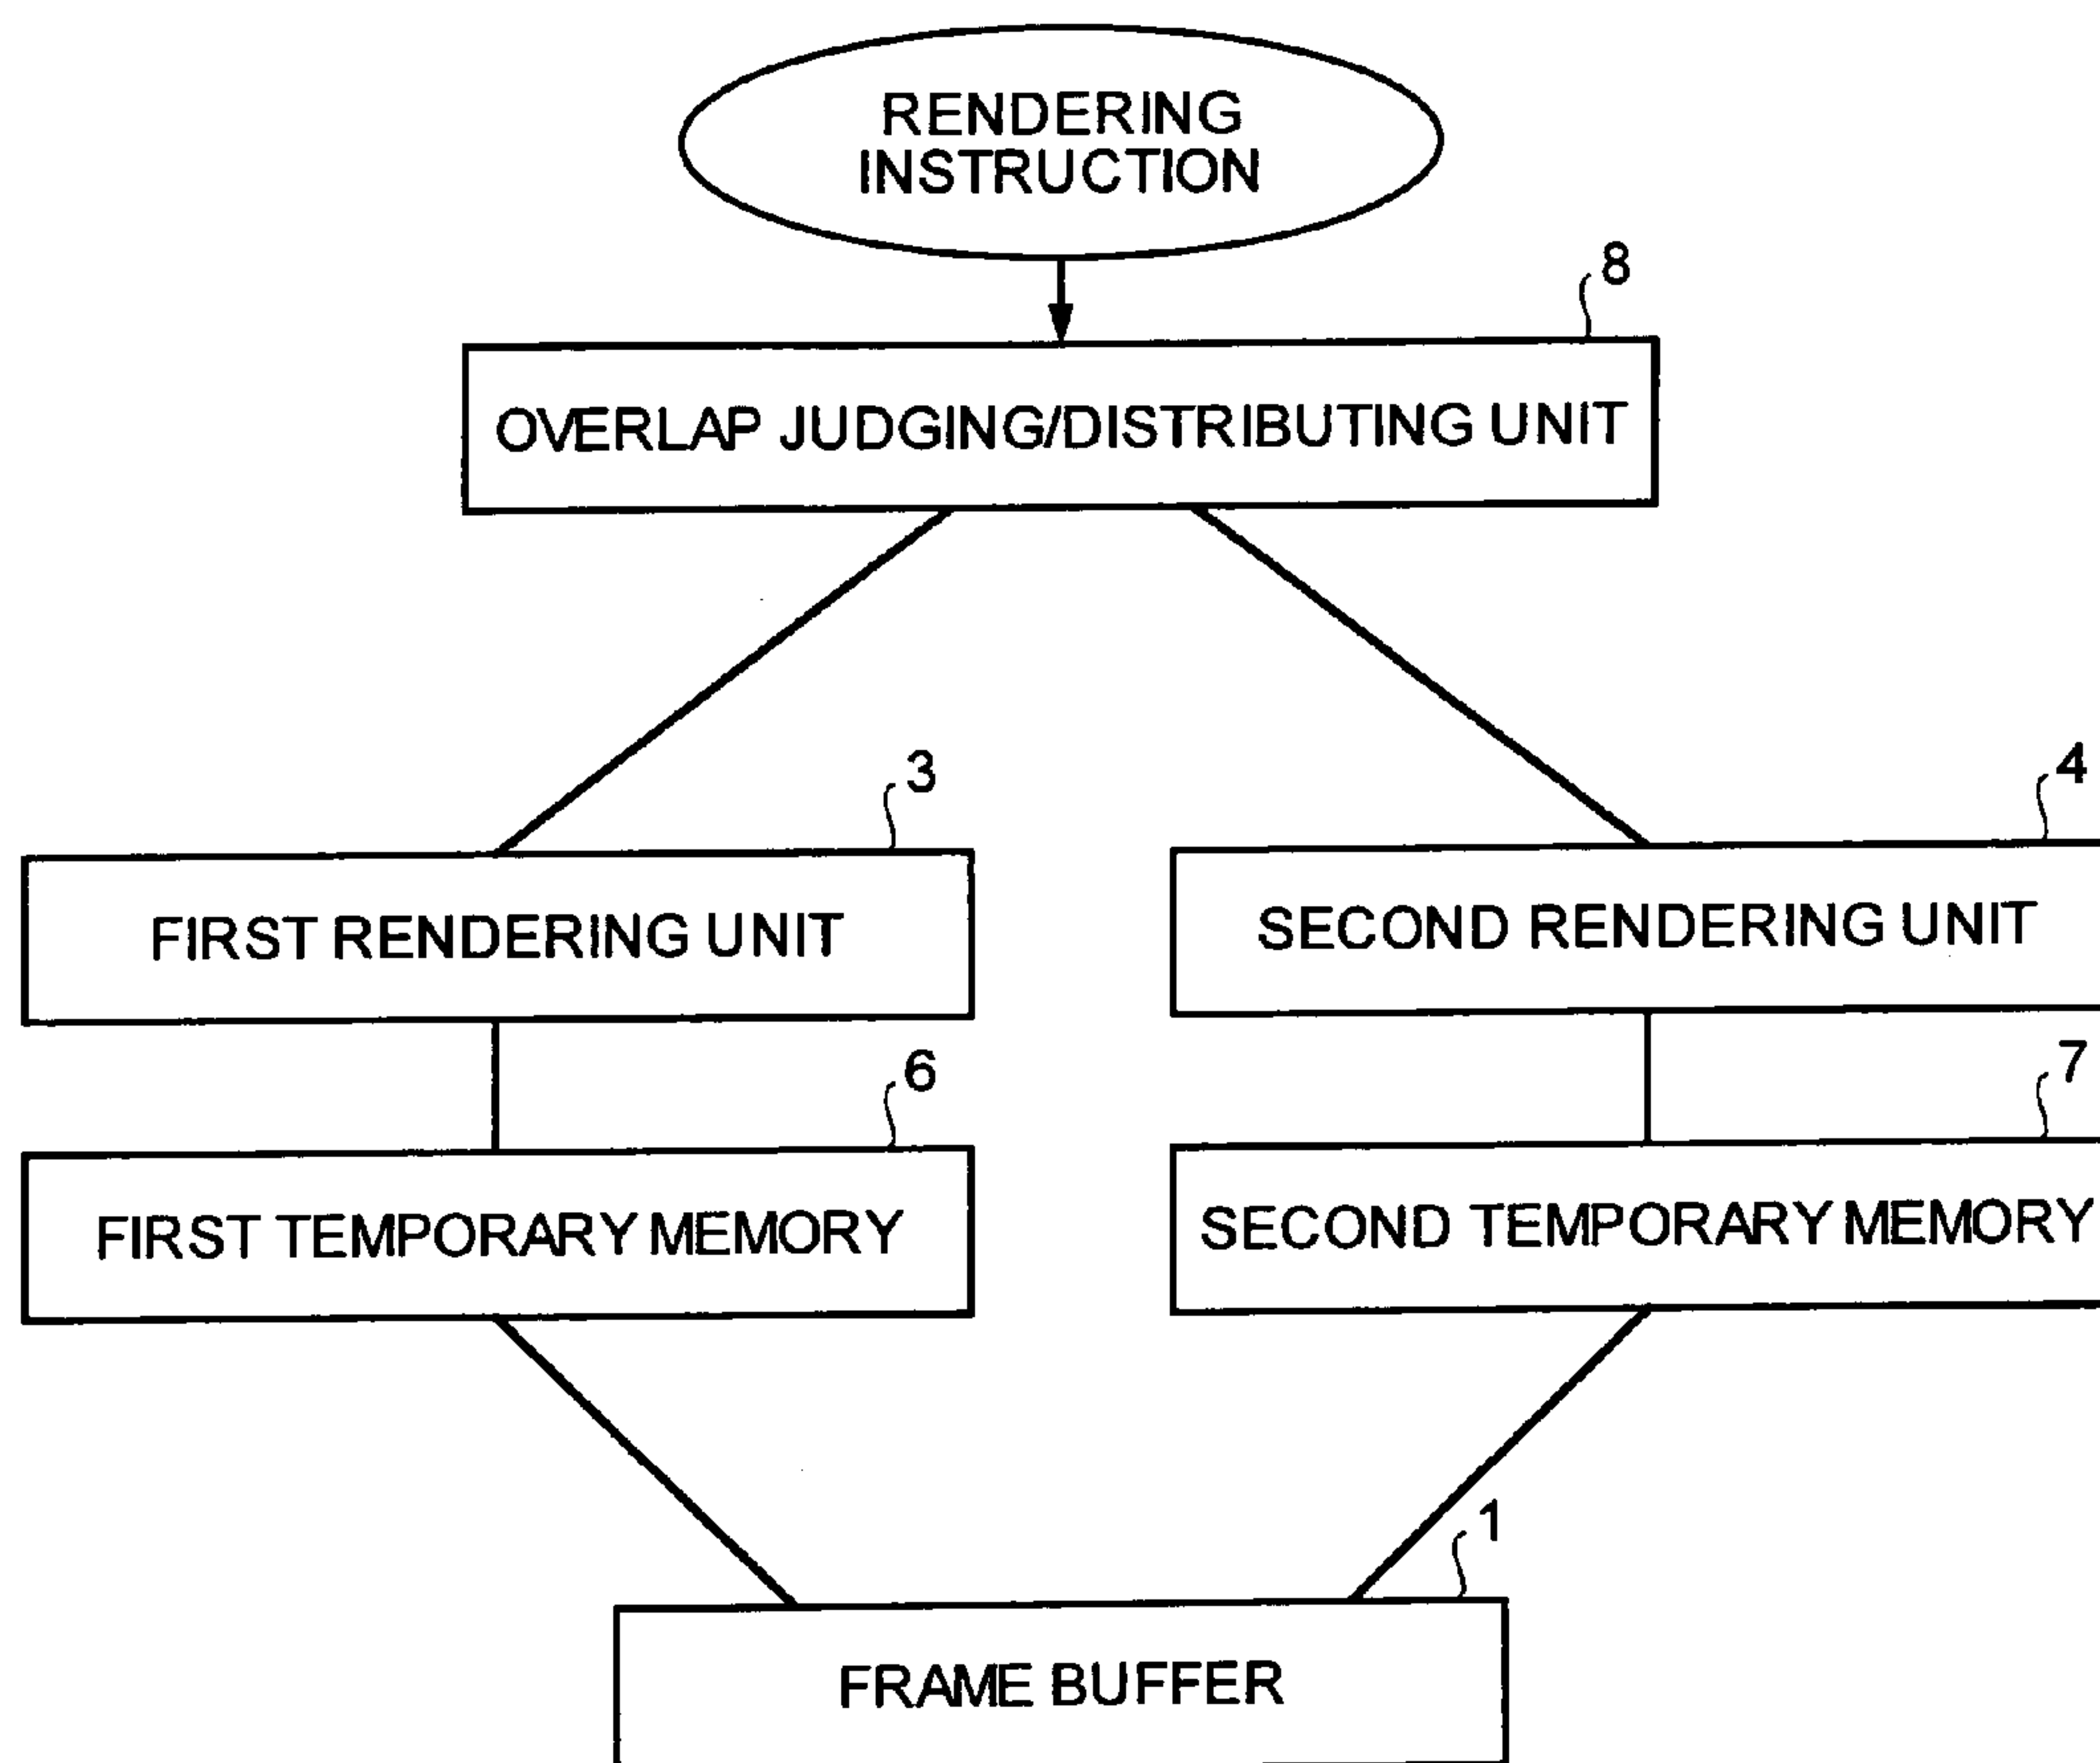 RENDERING
INSTRUCTION
8
OVERLAP JUDGING/DISTRIBUTING UNIT
3
4
FIRST RENDERING UNIT
SECOND RENDERING UNIT
6
7
FIRST TEMPORARY MEMORY
SECOND TEMPORARY MEMORY
1
FRAME BUFFER